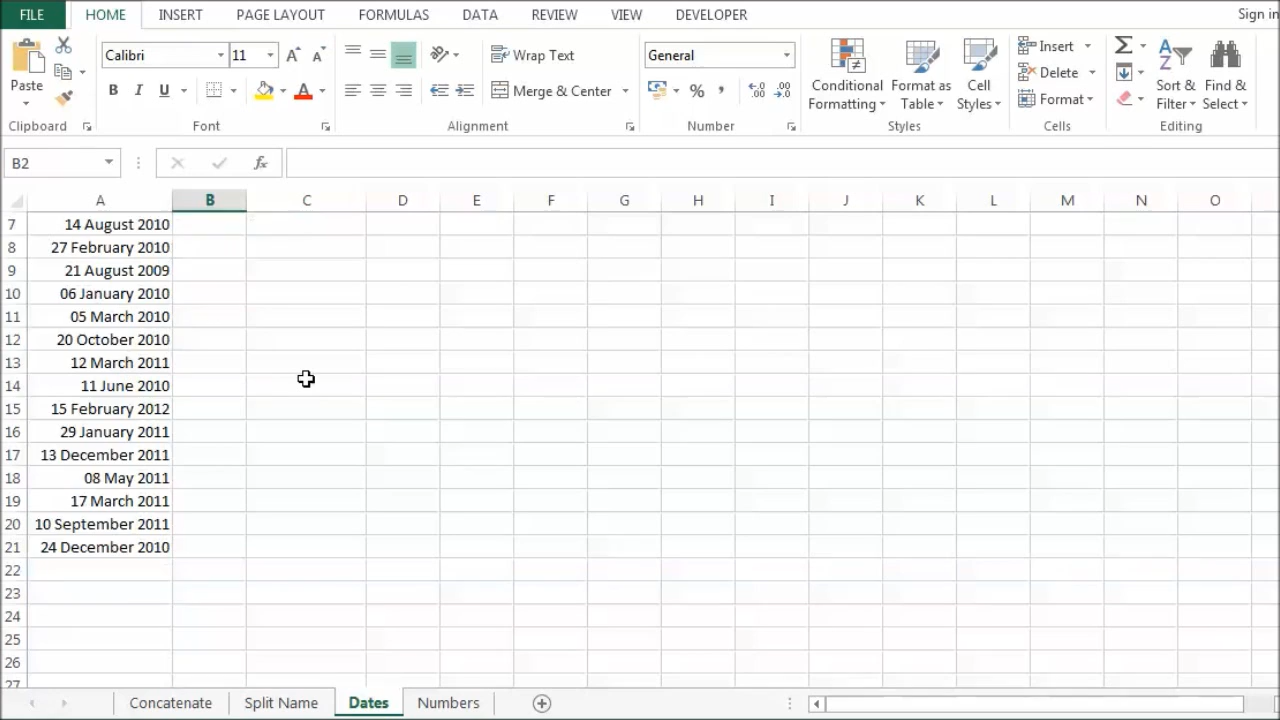 FILE HOME INSERT PAGE LAYOUT FORMULAS DATA REVIEW VIEW DEVELOPER Sign in
Calibri 11 Wrap Text General Insert
Paste B I U Merge & Center % , Conditional Formatting Format as Table Cell Styles Delete Sort & Filter Find & Select
Format
Clipboard Font Alignment Number Styles Cells Editing
B2 fx
A B C D E F G H I J K L M N O
7 14 August 2010
8 27 February 2010
9 21 August 2009
10 06 January 2010
11 05 March 2010
12 20 October 2010
13 12 March 2011
14 11 June 2010
15 15 February 2012
16 29 January 2011
17 13 December 2011
18 08 May 2011
19 17 March 2011
20 10 September 2011
21 24 December 2010
22
23
24
25
26
27
Concatenate Split Name Dates Numbers